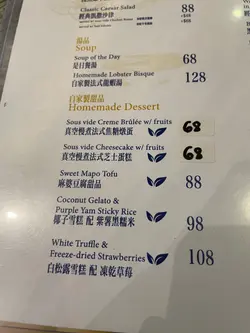 Classic Caesar Salad 88
經典凱撒沙律
湯品
Soup
Soup of the Day 68
是日餐湯
Homemade Lobster Bisque 128
自家製法式龍蝦湯
自家製甜品
Homemade Dessert
Sous vide Creme Brûlée w/ fruits 68
真空慢煮法式焦糖燉蛋
Sous vide Cheesecake w/ fruits 68
真空慢煮法式芝士蛋糕
Sweet Mapo Tofu 88
麻婆豆腐甜品
Coconut Gelato &
Purple Yam Sticky Rice 98
椰子雪糕 配 紫薯黑糯米
White Truffle &
Freeze-dried Strawberries 108
白松露雪糕 配 凍乾草莓